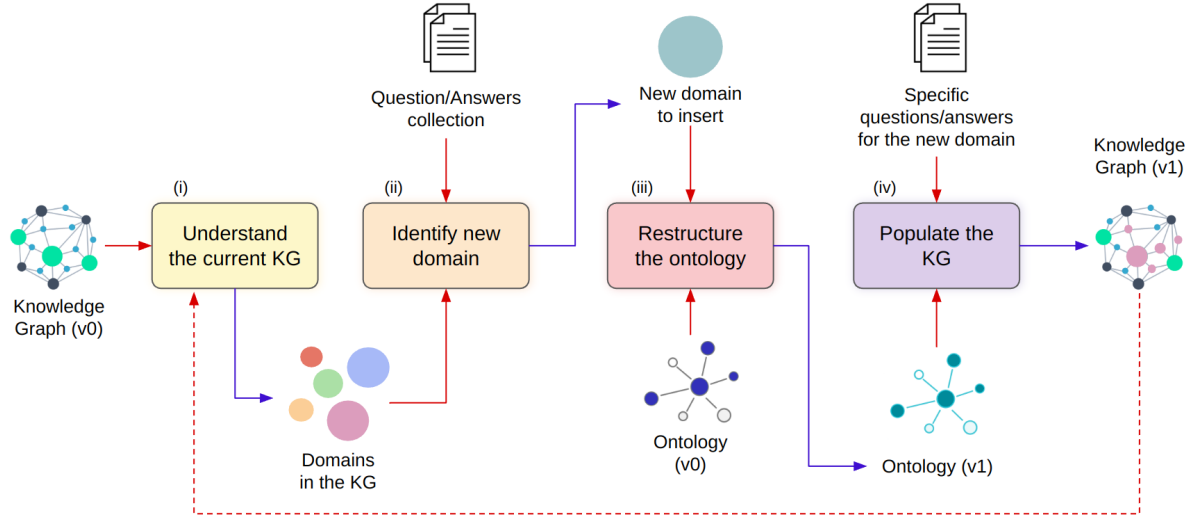 Question/Answers
collection
New domain
to insert
Specific
questions/answers
for the new domain
Knowledge
Graph (v1)
(i)
(ii)
(iii)
(iv)
Understand
the current KG
Identify new
domain
Restructure
the ontology
Populate the
KG
Knowledge
Graph (v0)
Domains
in the KG
Ontology
(v0)
Ontology (v1)